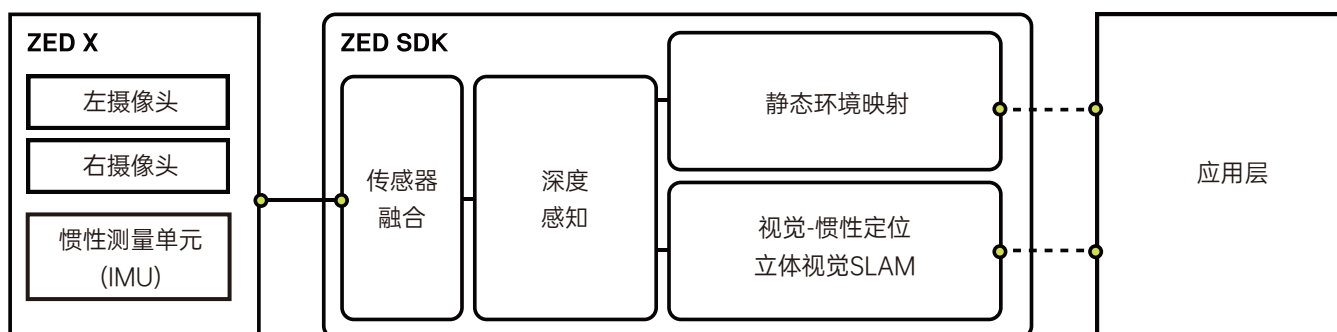 ZED X
左摄像头
右摄像头
惯性测量单元
(IMU)
ZED SDK
传感器
融合
深度
感知
静态环境映射
视觉-惯性定位
立体视觉SLAM
应用层